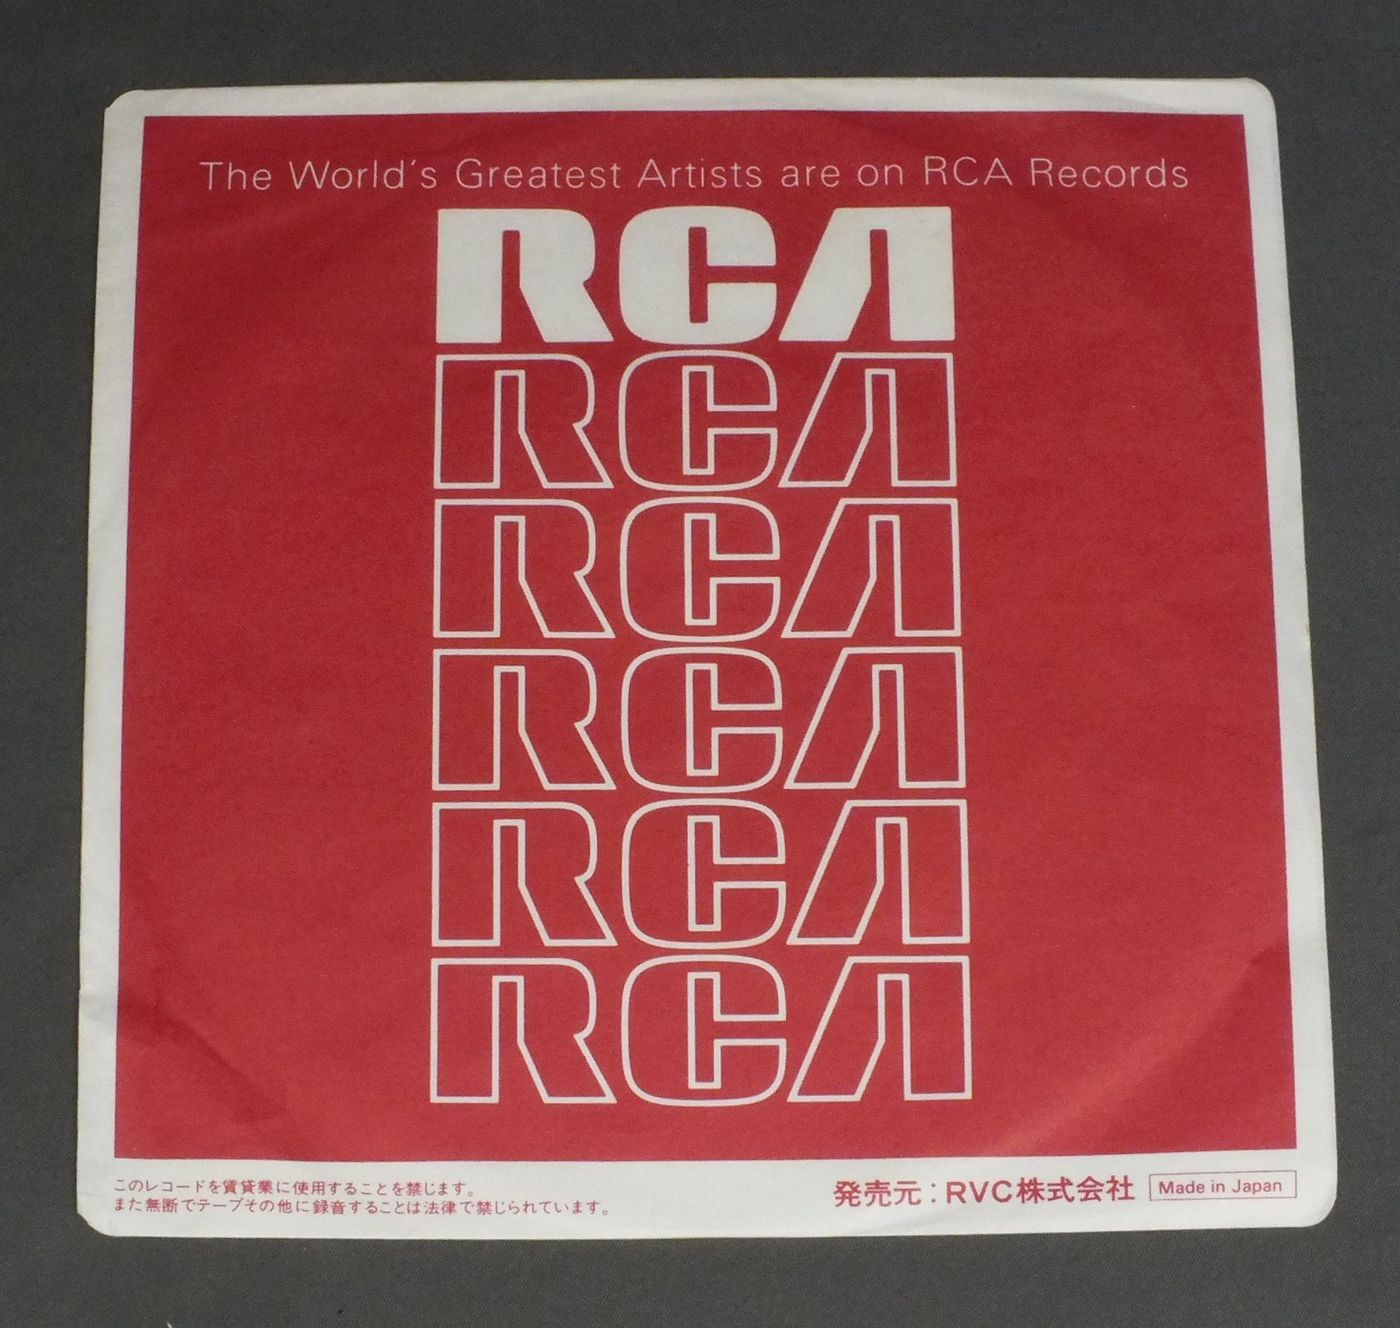 The World's Greatest Artists are on RCA Records
RCA
RCA
RCA
RCA
RCA
RCA
このレコードを賃貸業に使用することを禁じます。
また無断でテープその他に録音することは法律で禁じられています。
発売元：RVC株式会社 Made in Japan